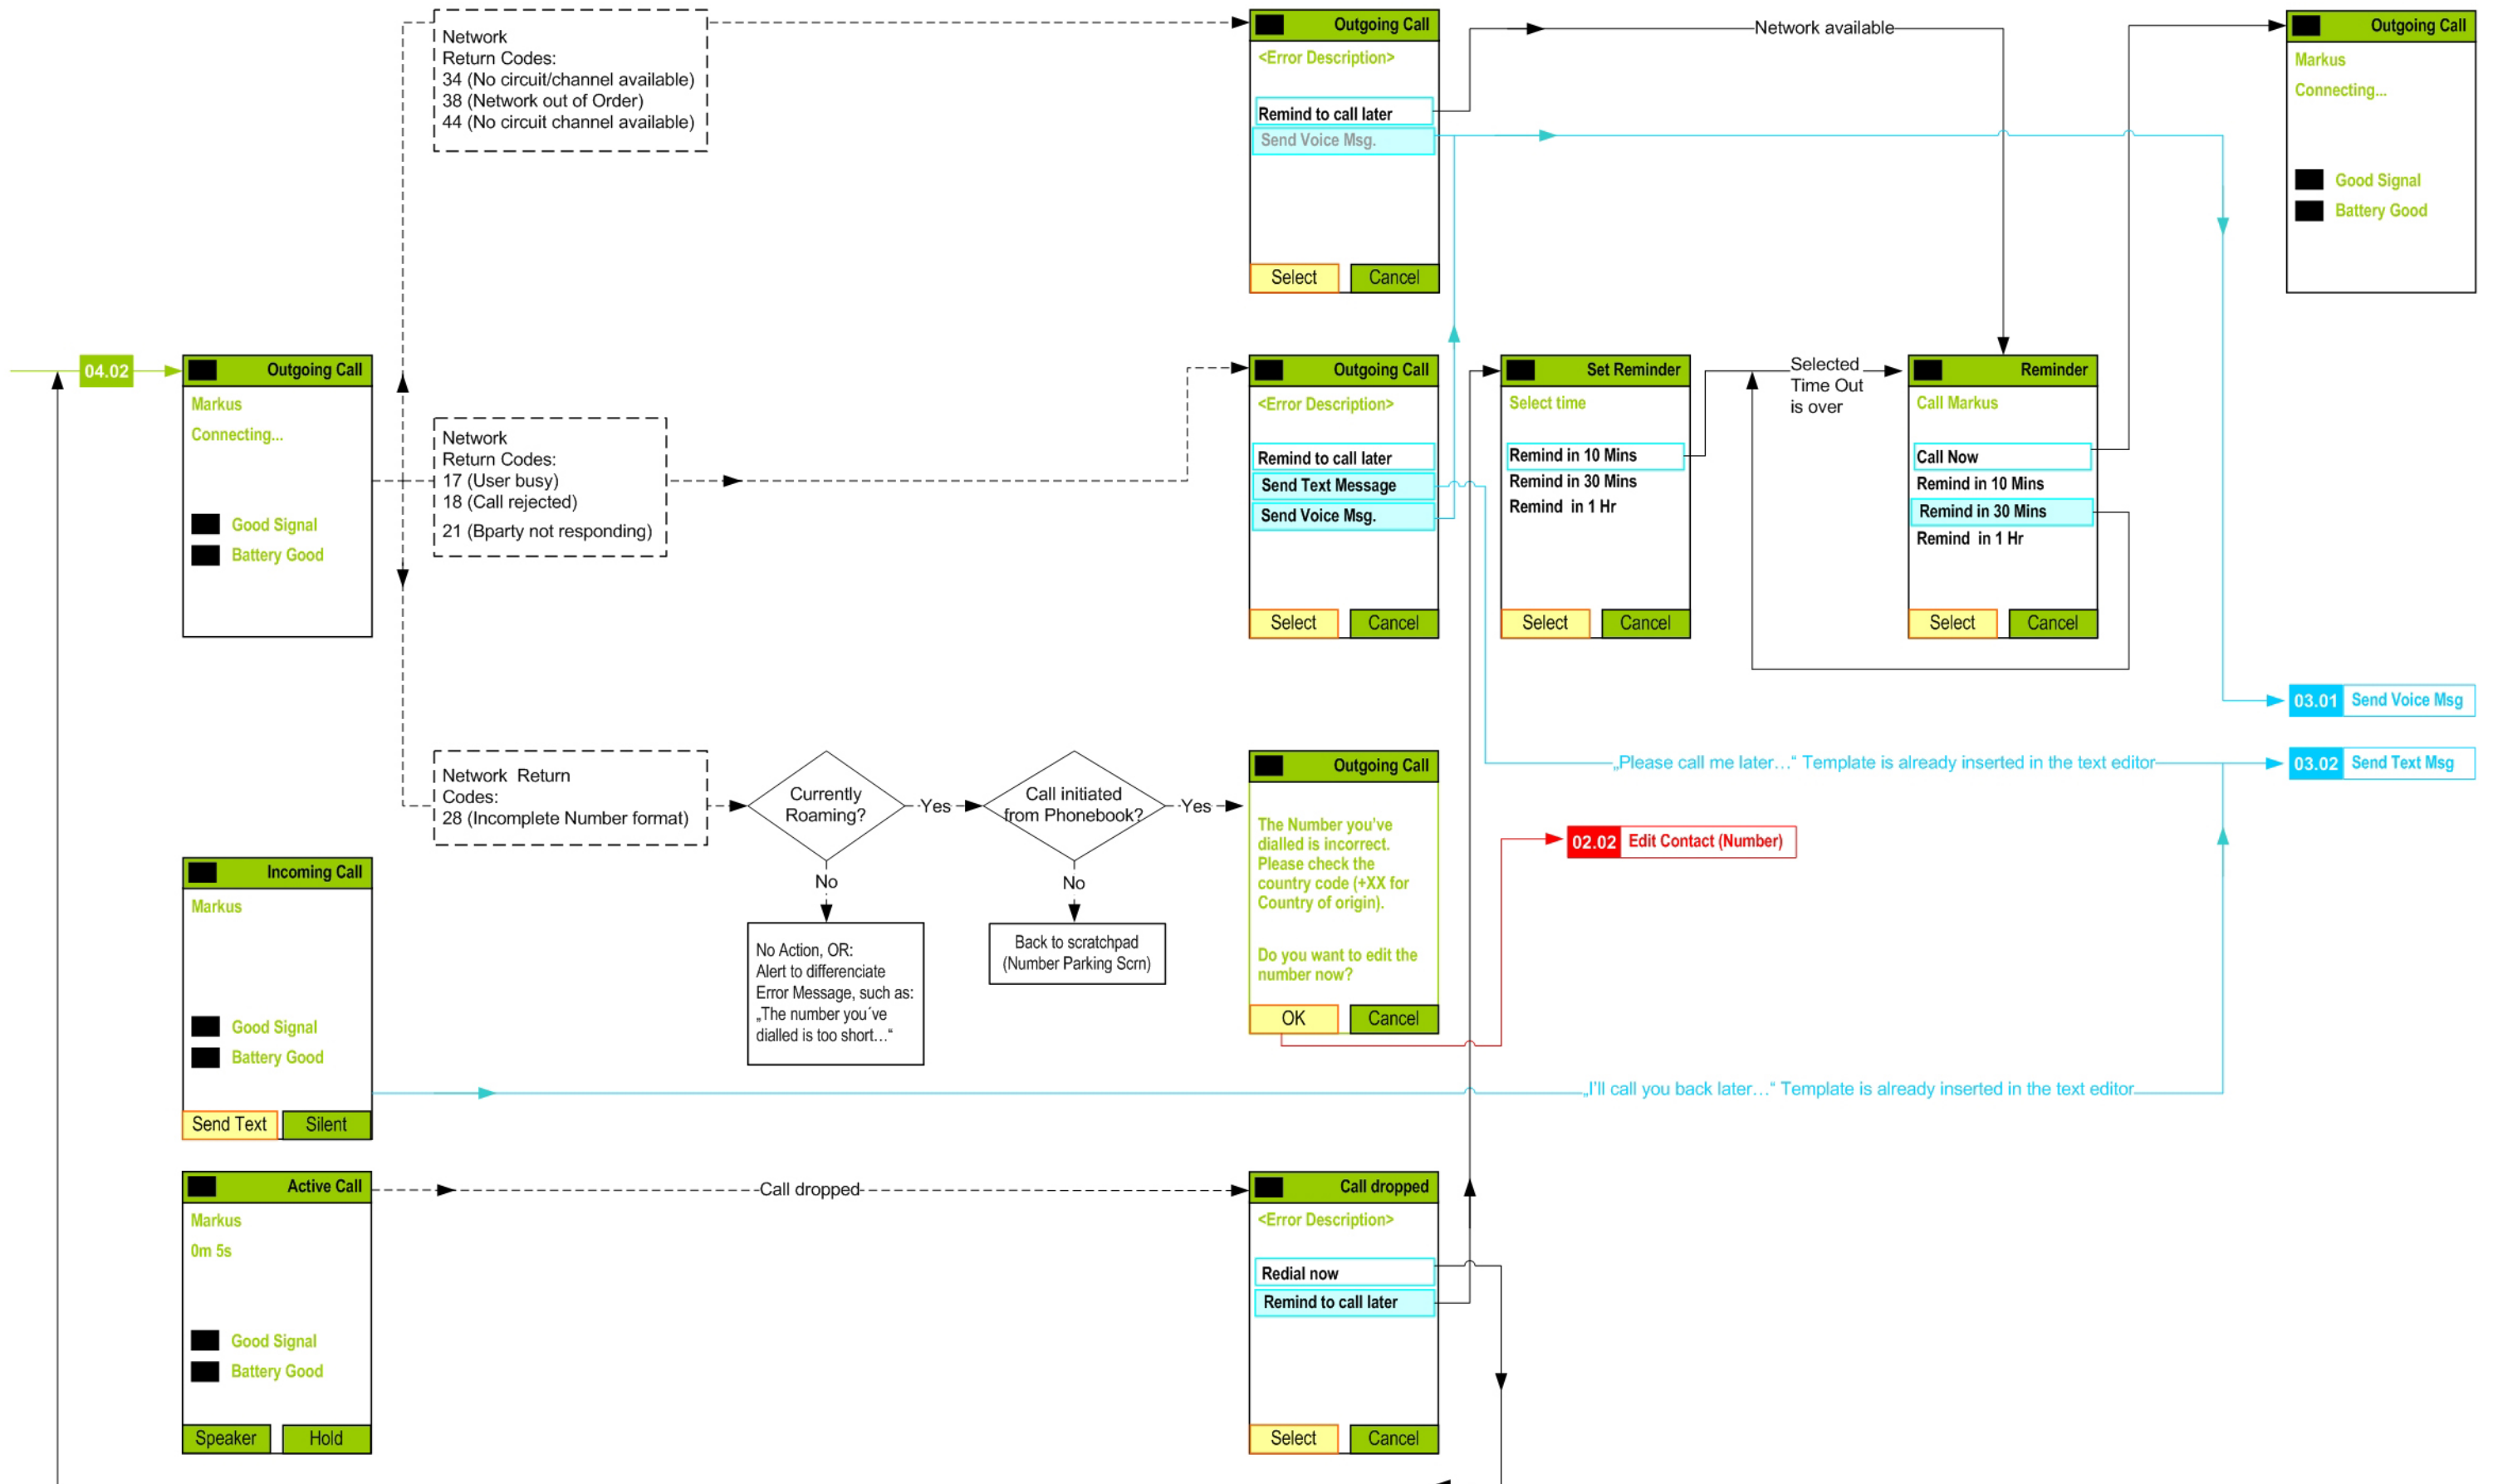 Network
Return Codes:
34 (No circuit/channel available)
38 (Network out of Order)
44 (No circuit channel available)
Outgoing Call
<Error Description>
Remind to call later
Send Voice Msg.
Select
Cancel
Network available
Outgoing Call
Markus
Connecting...
Good Signal
Battery Good
04.02
Outgoing Call
Markus
Connecting...
Good Signal
Battery Good
Network
Return Codes:
17 (User busy)
18 (Call rejected)
21 (Bparty not responding)
Outgoing Call
<Error Description>
Remind to call later
Send Text Message
Send Voice Msg.
Select
Cancel
Set Reminder
Select time
Remind in 10 Mins
Remind in 30 Mins
Remind in 1 Hr
Select
Cancel
Selected
Time Out
is over
Reminder
Call Markus
Call Now
Remind in 10 Mins
Remind in 30 Mins
Remind in 1 Hr
Select
Cancel
03.01 Send Voice Msg
„Please call me later…“ Template is already inserted in the text editor
03.02 Send Text Msg
Network Return
Codes:
28 (Incomplete Number format)
Currently
Roaming?
Yes
Call initiated
from Phonebook?
Yes
No
No
No Action, OR:
Alert to differenciate
Error Message, such as:
„The number you´ve
dialled is too short…“
Back to scratchpad
(Number Parking Scrn)
Outgoing Call
The Number you’ve
dialled is incorrect.
Please check the
country code (+XX for
Country of origin).
Do you want to edit the
number now?
OK
Cancel
02.02 Edit Contact (Number)
Incoming Call
Markus
Good Signal
Battery Good
Send Text
Silent
„I’ll call you back later…“ Template is already inserted in the text editor
Active Call
Markus
0m 5s
Good Signal
Battery Good
Speaker
Hold
Call dropped
Call dropped
<Error Description>
Redial now
Remind to call later
Select
Cancel